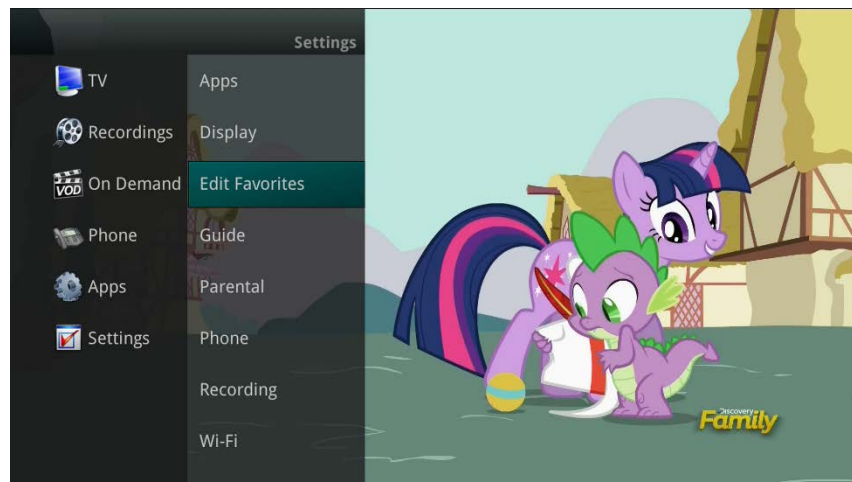 Settings
TV
Recordings
VOD
On Demand
Phone
Apps
Settings
Apps
Display
Edit Favorites
Guide
Parental
Phone
Recording
Wi-Fi
Discovery
Family